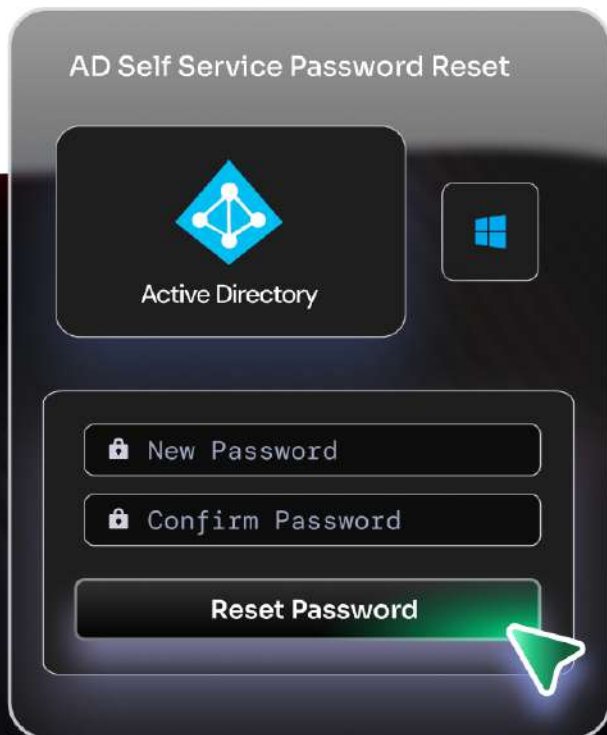 AD Self Service Password Reset
Active Directory
New Password
Confirm Password
Reset Password